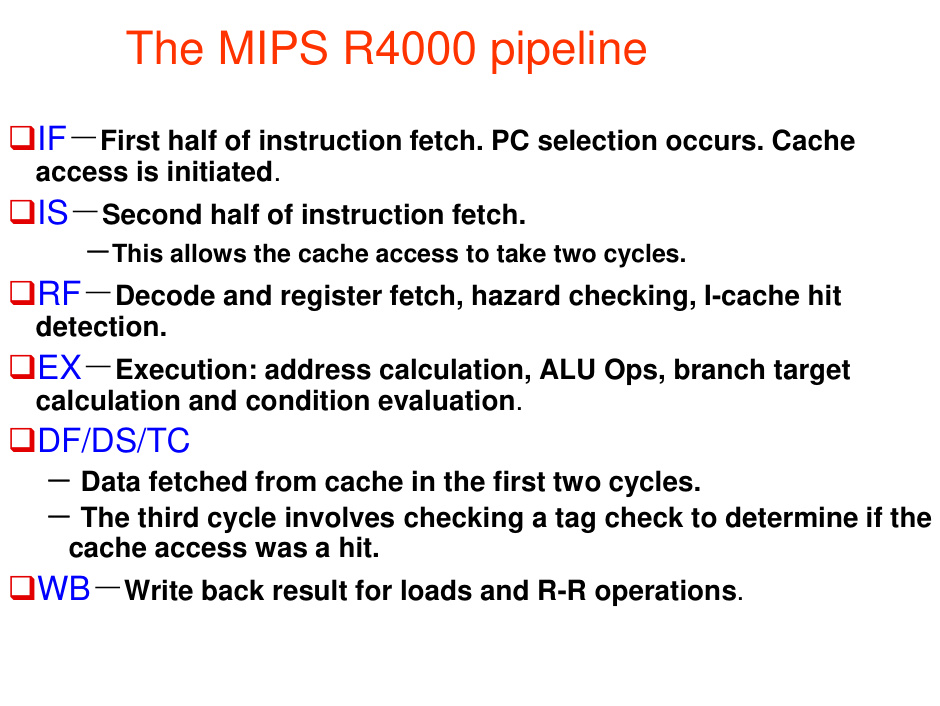 The MIPS R4000 pipeline
❑IF－First half of instruction fetch. PC selection occurs. Cache
access is initiated.
❑IS－Second half of instruction fetch.
－This allows the cache access to take two cycles.
❑RF－Decode and register fetch, hazard checking, I-cache hit
detection.
❑EX－Execution: address calculation, ALU Ops, branch target
calculation and condition evaluation.
❑DF/DS/TC
－ Data fetched from cache in the first two cycles.
－ The third cycle involves checking a tag check to determine if the
cache access was a hit.
❑WB－Write back result for loads and R-R operations.